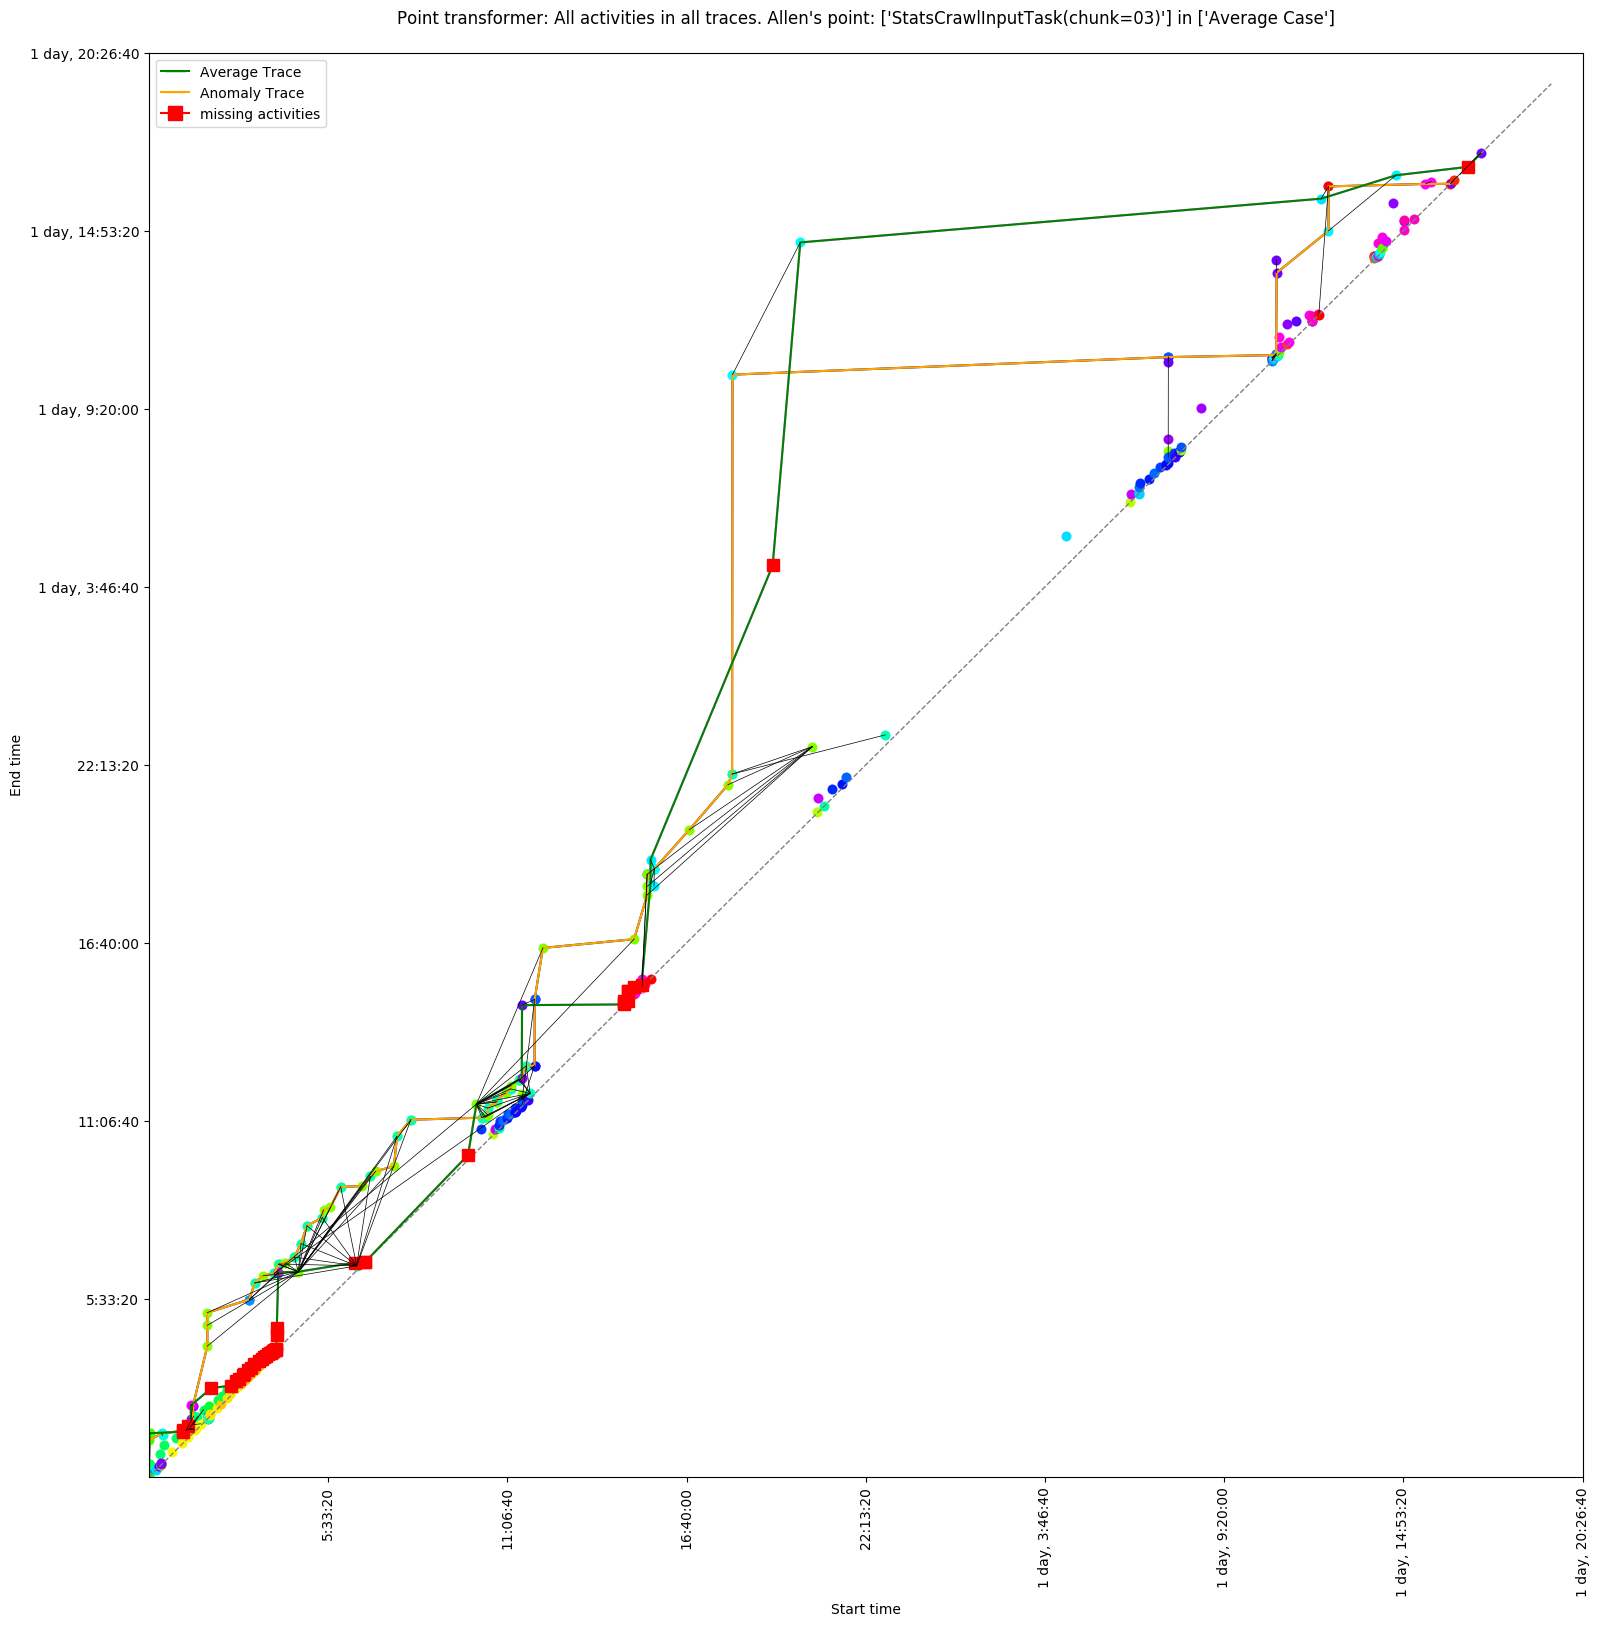 Point transformer: All activities in all traces. Allen's point: ['StatsCrawlInputTask(chunk=03)'] in ['Average Case']
1 day, 20:26:40
Average Trace
Anomaly Trace
missing activities
1 day, 14:53:20
1 day, 9:20:00
1 day, 3:46:40
22:13:20
16:40:00
11:06:40
5:33:20
End time
5:33:20
11:06:40
16:40:00
22:13:20
1 day, 3:46:40
1 day, 9:20:00
1 day, 14:53:20
1 day, 20:26:40
Start time